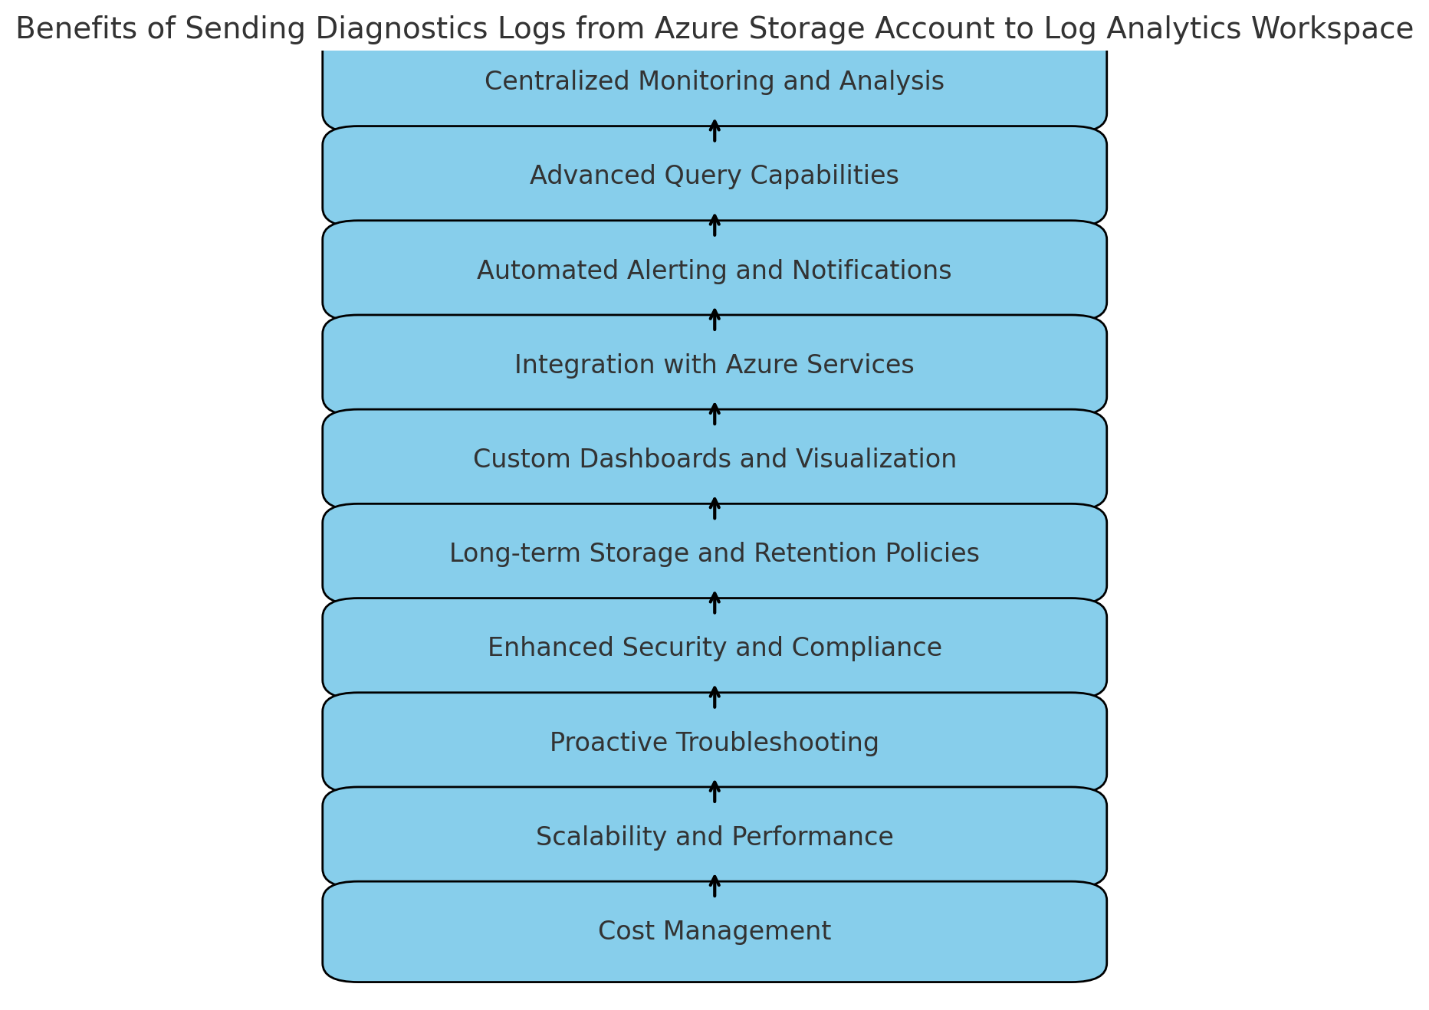 Benefits of Sending Diagnostics Logs from Azure Storage Account to Log Analytics Workspace
Centralized Monitoring and Analysis
Advanced Query Capabilities
Automated Alerting and Notifications
Integration with Azure Services
Custom Dashboards and Visualization
Long-term Storage and Retention Policies
Enhanced Security and Compliance
Proactive Troubleshooting
Scalability and Performance
Cost Management